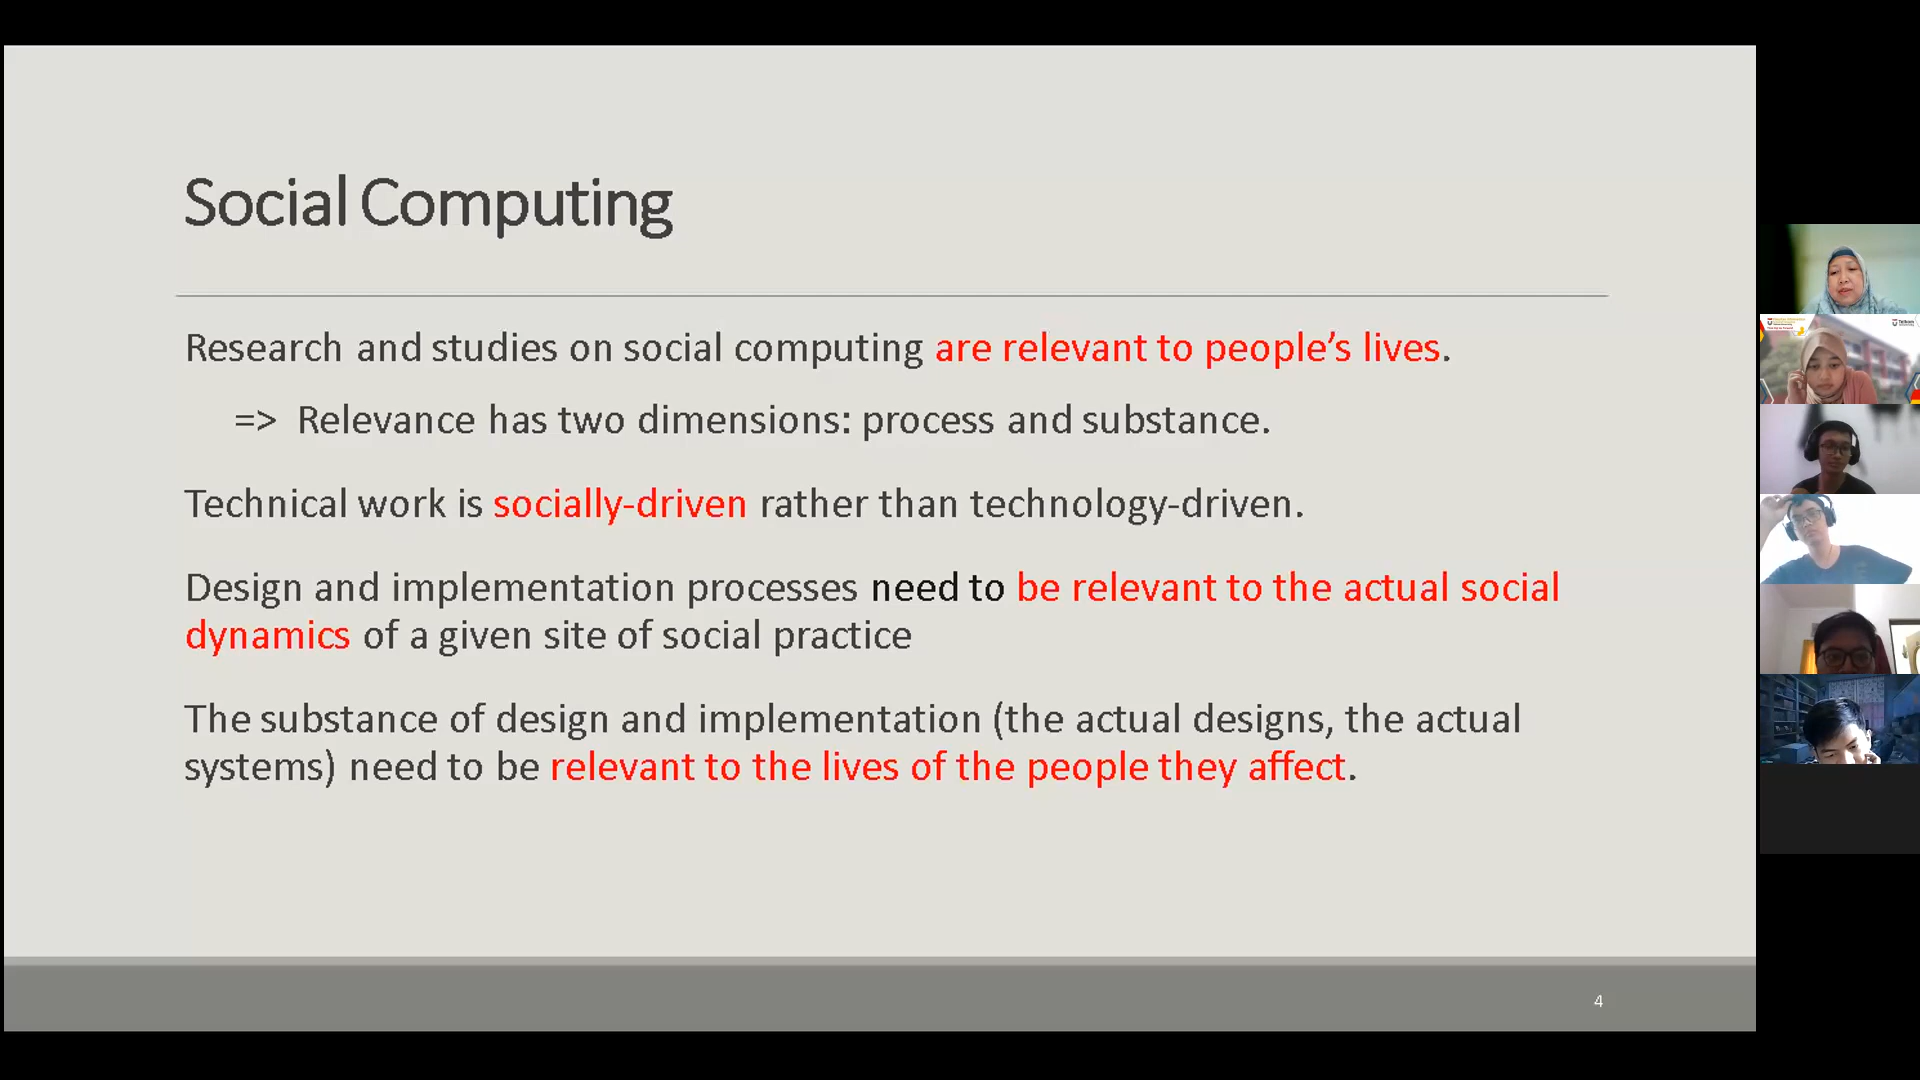 Social Computing
Research and studies on social computing are relevant to people’s lives.
=> Relevance has two dimensions: process and substance.
Technical work is socially-driven rather than technology-driven.
Design and implementation processes need to be relevant to the actual social
dynamics of a given site of social practice
The substance of design and implementation (the actual designs, the actual
systems) need to be relevant to the lives of the people they affect.
4